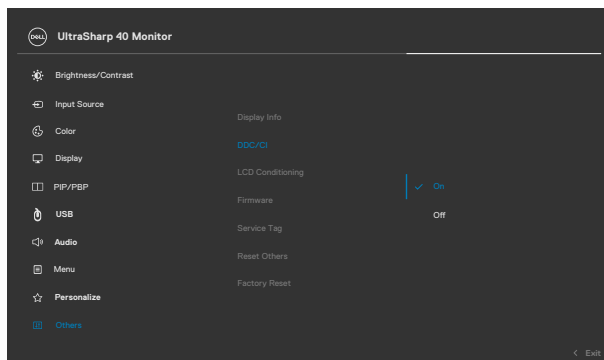 DELL
UltraSharp 40 Monitor
Brightness/Contrast
Input Source
Color
Display
PIP/PBP
USB
Audio
Menu
Personalize
Others
Display Info
DDC/CI
LCD Conditioning
Firmware
Service Tag
Reset Others
Factory Reset
On
Off
Exit